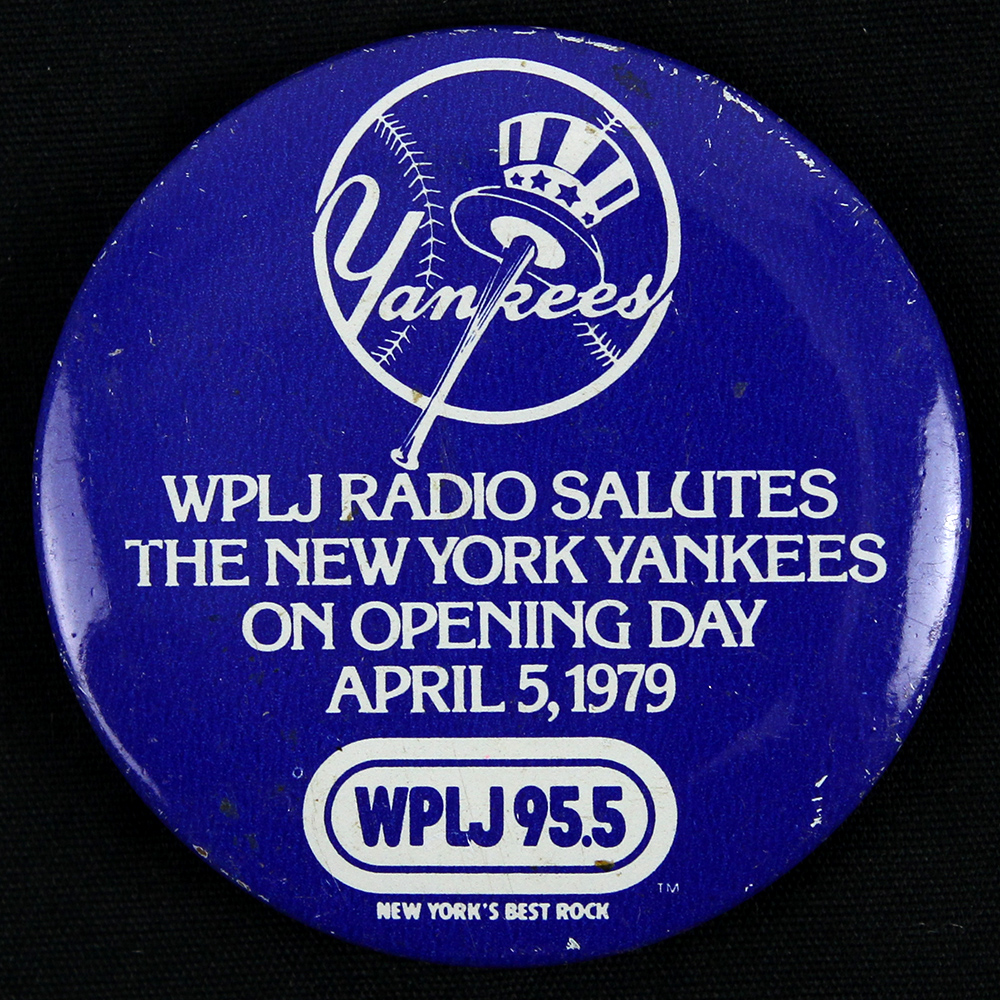 Yankees
WPLJ RADIO SALUTES
THE NEW YORK YANKEES
ON OPENING DAY
APRIL 5, 1979
WPLJ 95.5
TM
NEW YORK'S BEST ROCK